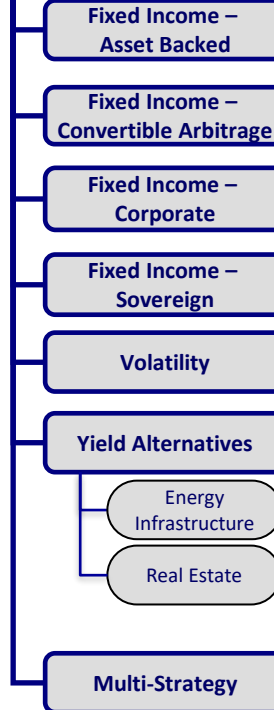 Fixed Income –
Asset Backed
Fixed Income –
Convertible Arbitrage
Fixed Income –
Corporate
Fixed Income –
Sovereign
Volatility
Yield Alternatives
Energy
Infrastructure
Real Estate
Multi-Strategy